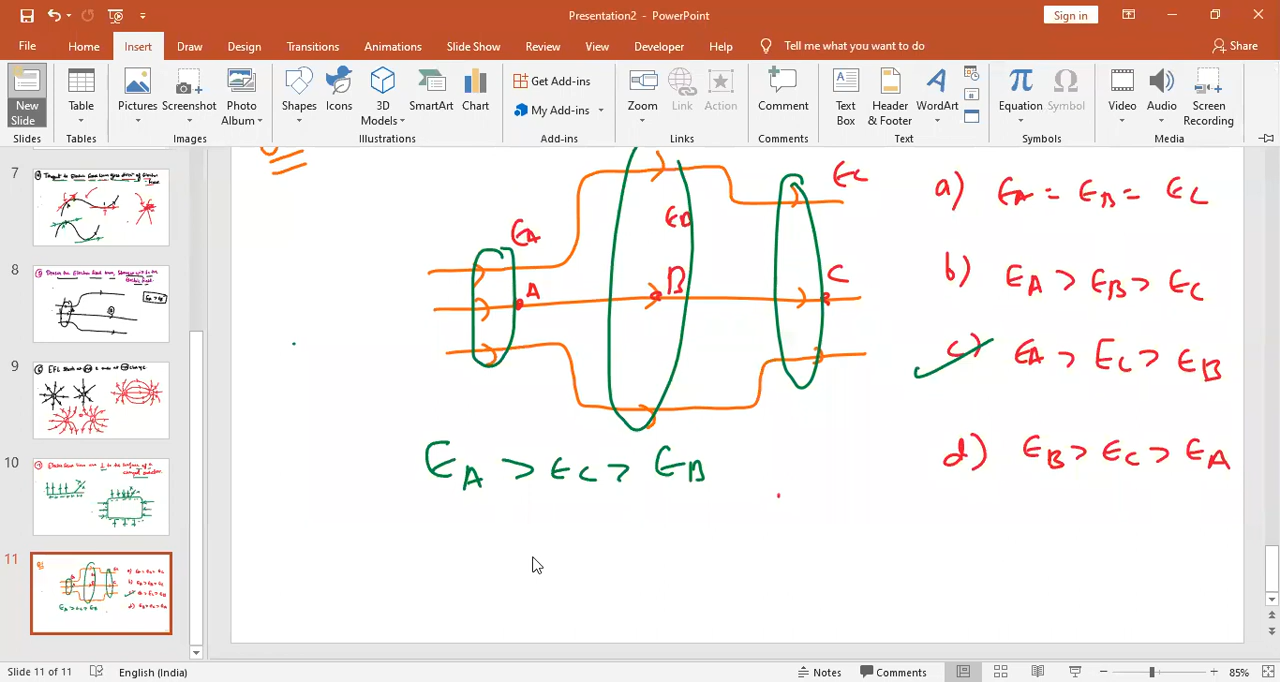 Presentation2 - PowerPoint
Sign in
File Home Insert Draw Design Transitions Animations Slide Show Review View Developer Help Tell me what you want to do Share
New Slide
Table
Pictures
Screenshot
Photo Album
Shapes
Icons
3D Models
SmartArt
Chart
Get Add-ins
My Add-ins
Zoom
Link
Action
Comment
Text Box
Header & Footer
WordArt
Equation
Symbol
Video
Audio
Screen Recording
Slides
Tables
Images
Illustrations
Add-ins
Links
Comments
Text
Symbols
Media
7
8
9
10
11
EA
A
EB
B
EC
C
a) EA = EB = EC
b) EA > EB > EC
c) EA > EC > EB
d) EB > EC > EA
EA > EC > EB
Slide 11 of 11
English (India)
Notes
Comments
85%